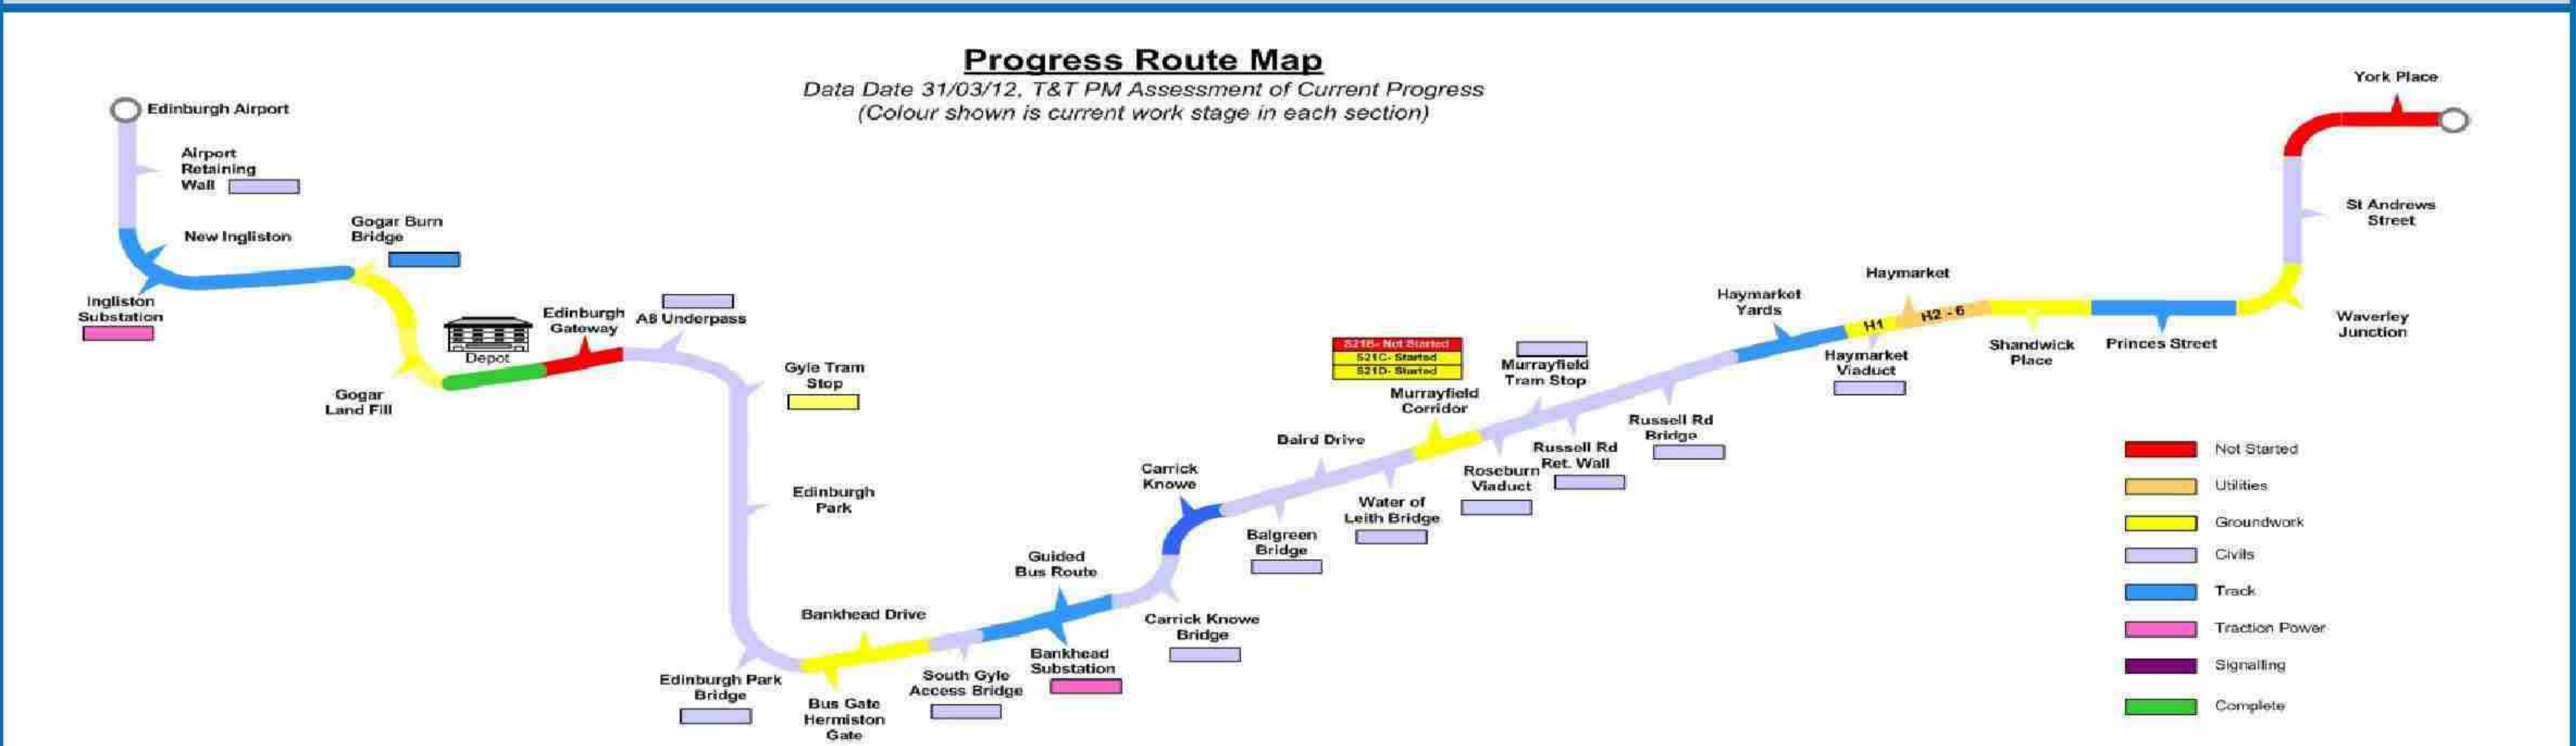 Progress Route Map
Data Date 31/03/12, T&T PM Assessment of Current Progress
(Colour shown is current work stage in each section)
Edinburgh Airport
Airport
Retaining
Wall
New Ingliston
Gogar Burn
Bridge
Ingliston
Substation
Gogar
Land Fill
Depot
Edinburgh
Gateway
A8 Underpass
Gyle Tram
Stop
Edinburgh
Park
Edinburgh Park
Bridge
Bankhead Drive
Bus Gate
Hermiston
Gate
South Gyle
Access Bridge
Guided
Bus Route
Bankhead
Substation
Carrick Knowe
Bridge
Carrick
Knowe
Balgreen
Bridge
Baird Drive
Water of
Leith Bridge
S21B- Not Started
S21C- Started
S21D- Started
Murrayfield
Corridor
Roseburn
Viaduct
Murrayfield
Tram Stop
Russell Rd
Ret. Wall
Russell Rd
Bridge
Haymarket
Yards
H1
Haymarket
Viaduct
Haymarket
H2 - 6
Shandwick
Place
Princes Street
Waverley
Junction
St Andrews
Street
York Place
Not Started
Utilities
Groundwork
Civils
Track
Traction Power
Signalling
Complete